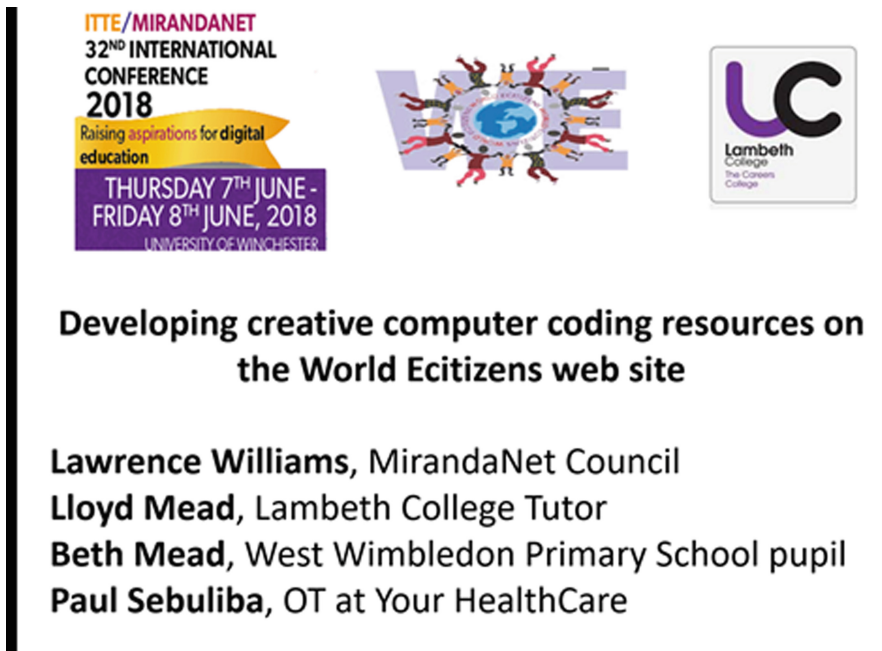 ITTE/MIRANDANET
32ND INTERNATIONAL
CONFERENCE
2018
Raising aspirations for digital
education
THURSDAY 7TH JUNE -
FRIDAY 8TH JUNE, 2018
UNIVERSITY OF WINCHESTER
WE
LC
Lambeth
College
The Careers
College
Developing creative computer coding resources on
the World Ecitizens web site
Lawrence Williams, MirandaNet Council
Lloyd Mead, Lambeth College Tutor
Beth Mead, West Wimbledon Primary School pupil
Paul Sebuliba, OT at Your HealthCare